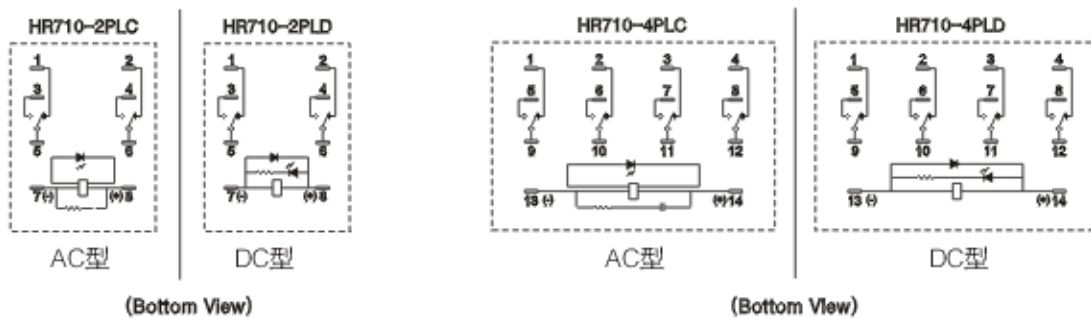 HR710-2PLC HR710-2PLD HR710-4PLC HR710-4PLD
1 2 1 2 1 2 3 4 1 2 3 4
3 4 3 4 5 6 7 8 5 6 7 8
5 6 5 6 9 10 11 12 9 10 11 12
7(-) (+)8 7(-) (+)8 13(-) (+)14 13(-) (+)14
AC型 DC型 AC型 DC型
(Bottom View) (Bottom View)